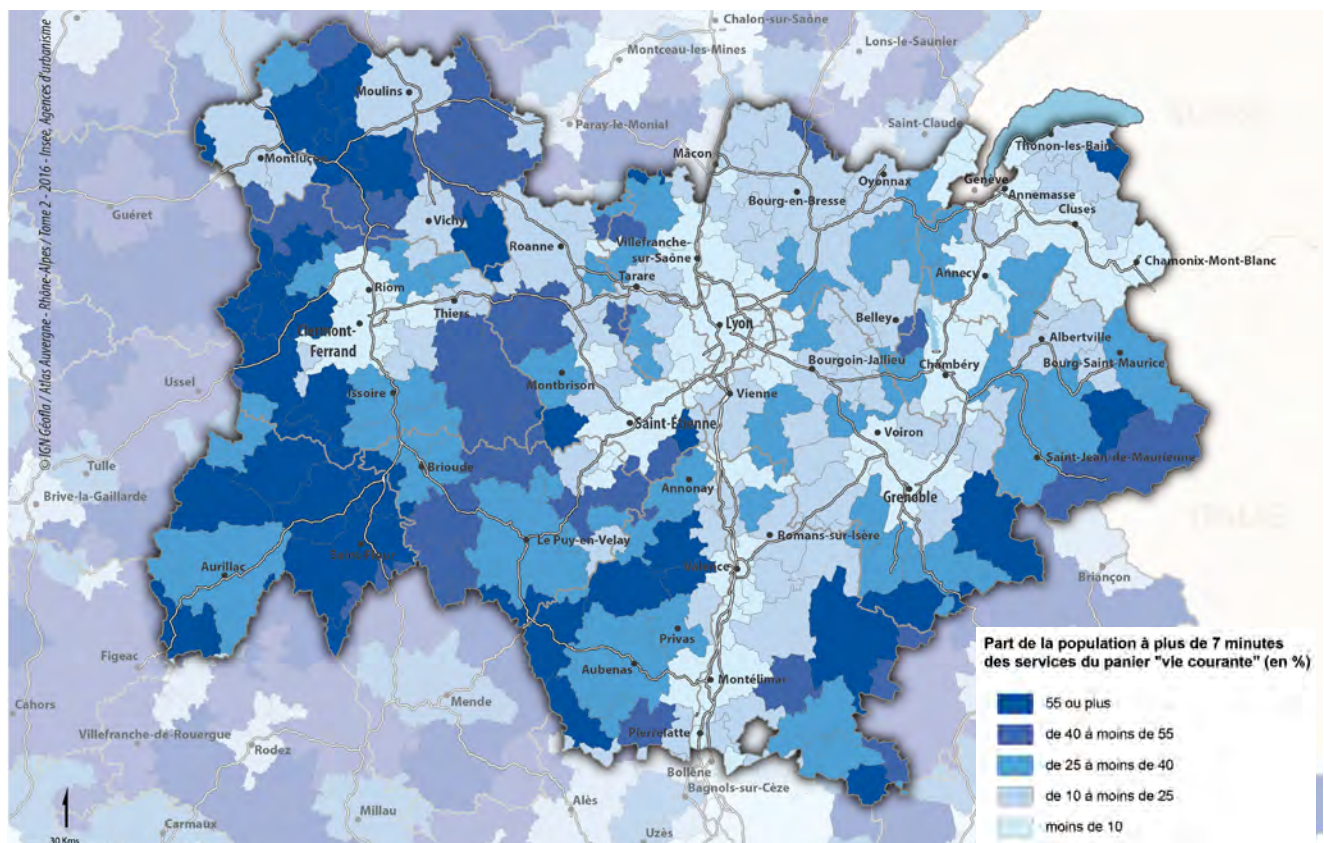 © IGN Géofla / Atlas Auvergne - Rhône-Alpes / Tome 2 - 2016 - Insee, Agences d'urbanisme
Chalon-sur-Saône
Lons-le-Saunier
Montceau-les-Mines
Moulins
Paray-le-Monial
Saint-Claude
Thonon-les-Bains
Mâcon
Montluç
Oyonnax
Genève
Annemasse
Bourg-en-Bresse
Guéret
Vichy
Cluses
Roanne
Villefranche-
sur-Saône
Chamonix-Mont-Blanc
Annecy
Tarare
Riom
Thiers
Belley
Lyon
Clermont-
Ferrand
Albertville
Bourgoin-Jallieu
Bourg-Saint-Maurice
Chambéry
Ussel
Montbrison
Issoire
Vienne
Saint-Étienne
Voiron
Saint-Jean-de-Maurienne
Tulle
Brioude
Annonay
Grenoble
Brive-la-Gaillarde
Le Puy-en-Velay
Romans-sur-Isère
Saint-Flour
Aurillac
Valence
Briançon
ITALIE
Privas
Figeac
Aubenas
Montélimar
Mende
Cahors
Pierrelatte
Villefranche-de-Rouergue
Rodez
Bollène
Bagnols-sur-Cèze
Alès
Millau
Carmaux
Uzès
30 Kms
Part de la population à plus de 7 minutes
des services du panier "vie courante" (en %)
55 ou plus
de 40 à moins de 55
de 25 à moins de 40
de 10 à moins de 25
moins de 10